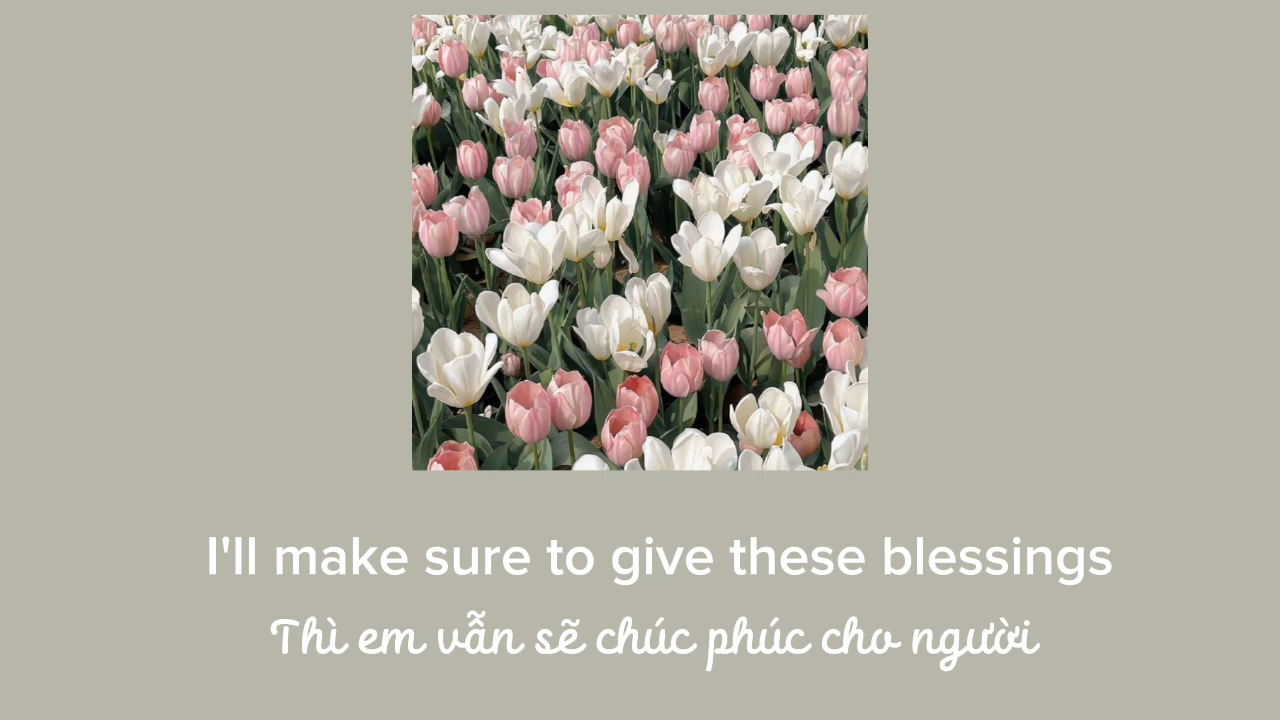 I'll make sure to give these blessings
Thì em vẫn sẽ chúc phúc cho người